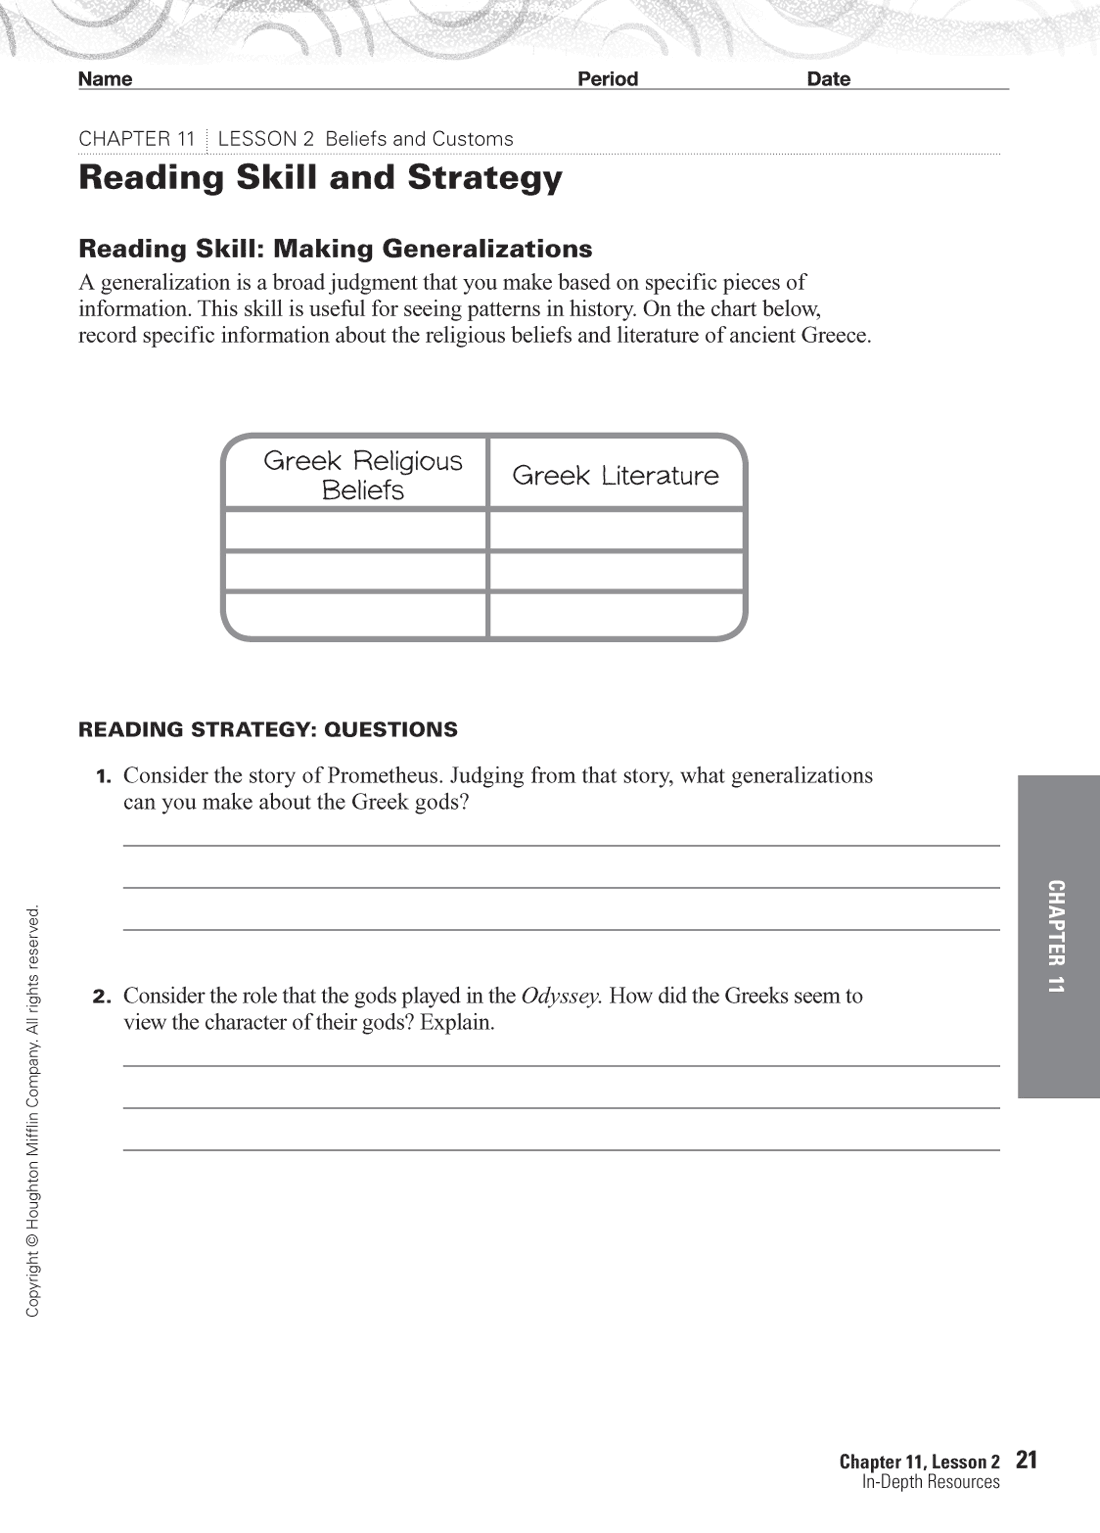 Name Period Date
CHAPTER 11 LESSON 2 Beliefs and Customs
Reading Skill and Strategy
Reading Skill: Making Generalizations
A generalization is a broad judgment that you make based on specific pieces of
information. This skill is useful for seeing patterns in history. On the chart below,
record specific information about the religious beliefs and literature of ancient Greece.
Greek Religious
Beliefs
Greek Literature
READING STRATEGY: QUESTIONS
1. Consider the story of Prometheus. Judging from that story, what generalizations
can you make about the Greek gods?
2. Consider the role that the gods played in the Odyssey. How did the Greeks seem to
view the character of their gods? Explain.
CHAPTER 11
Copyright © Houghton Mifflin Company. All rights reserved.
Chapter 11, Lesson 2 21
In-Depth Resources